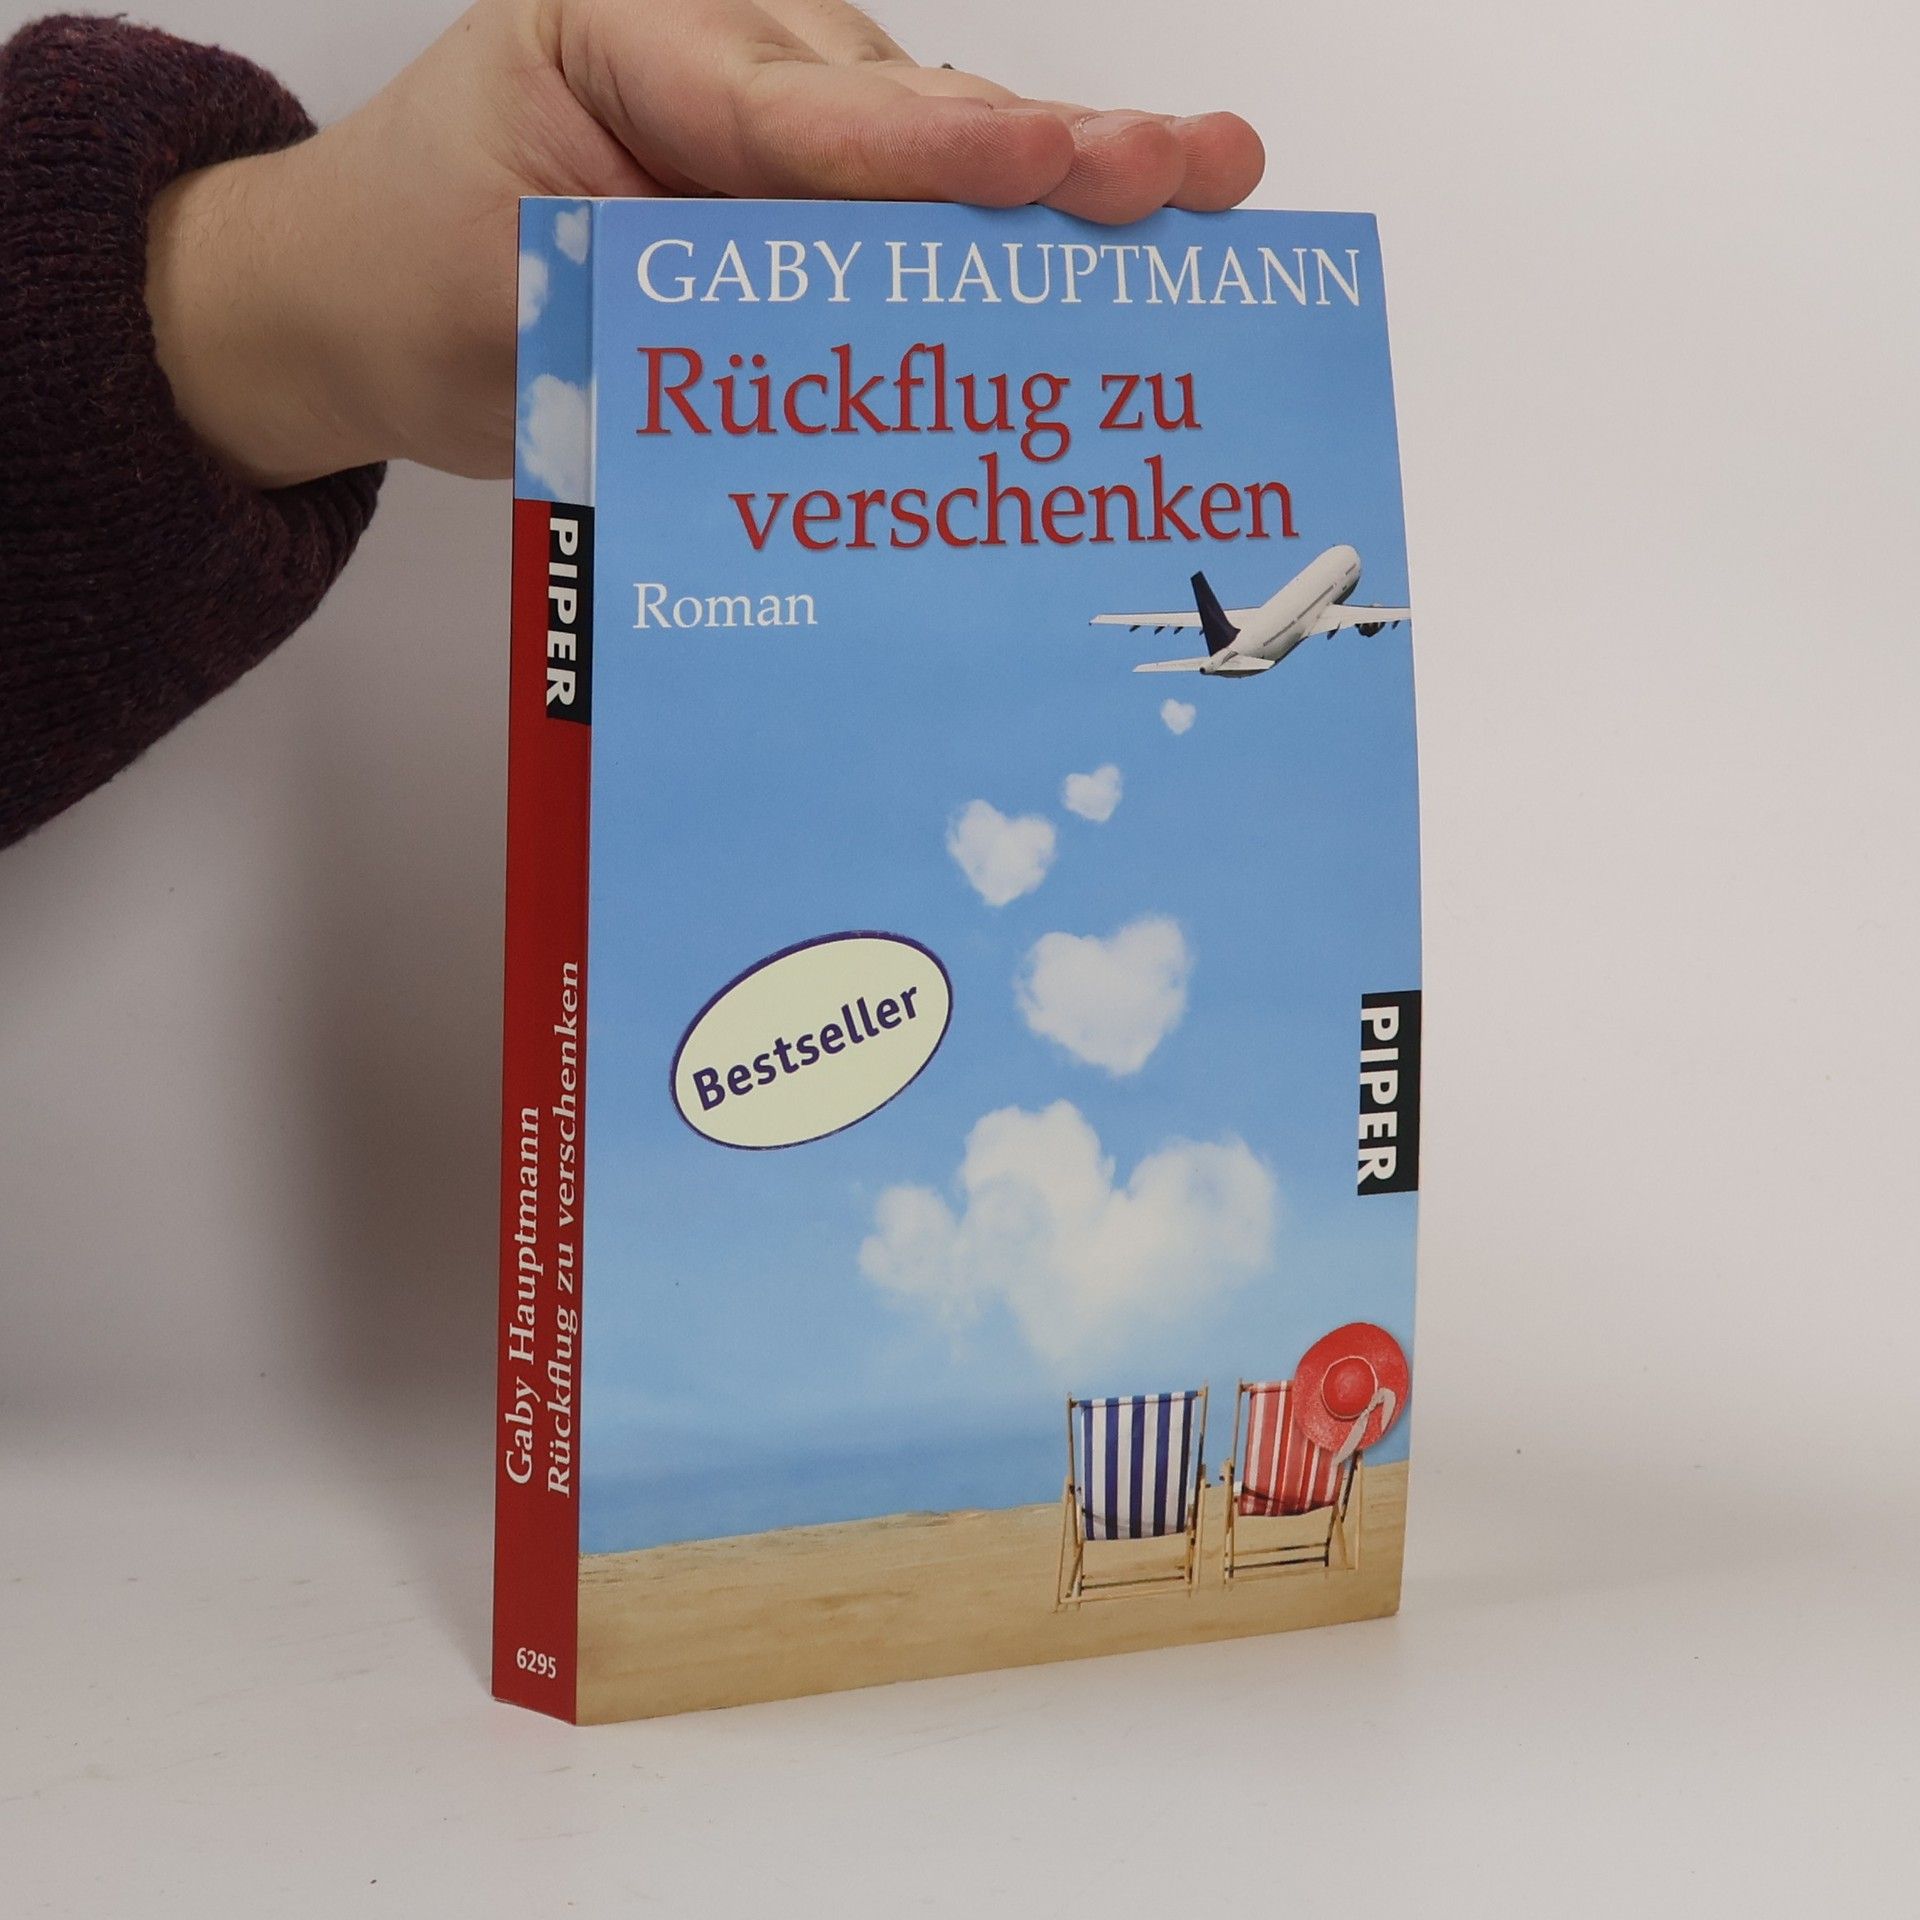 GABY HAUPTMANN
Rückflug zu
verschenken
Roman
Bestseller
PIPER
PIPER
Gaby Hauptmann
Rückflug zu verschenken
6295